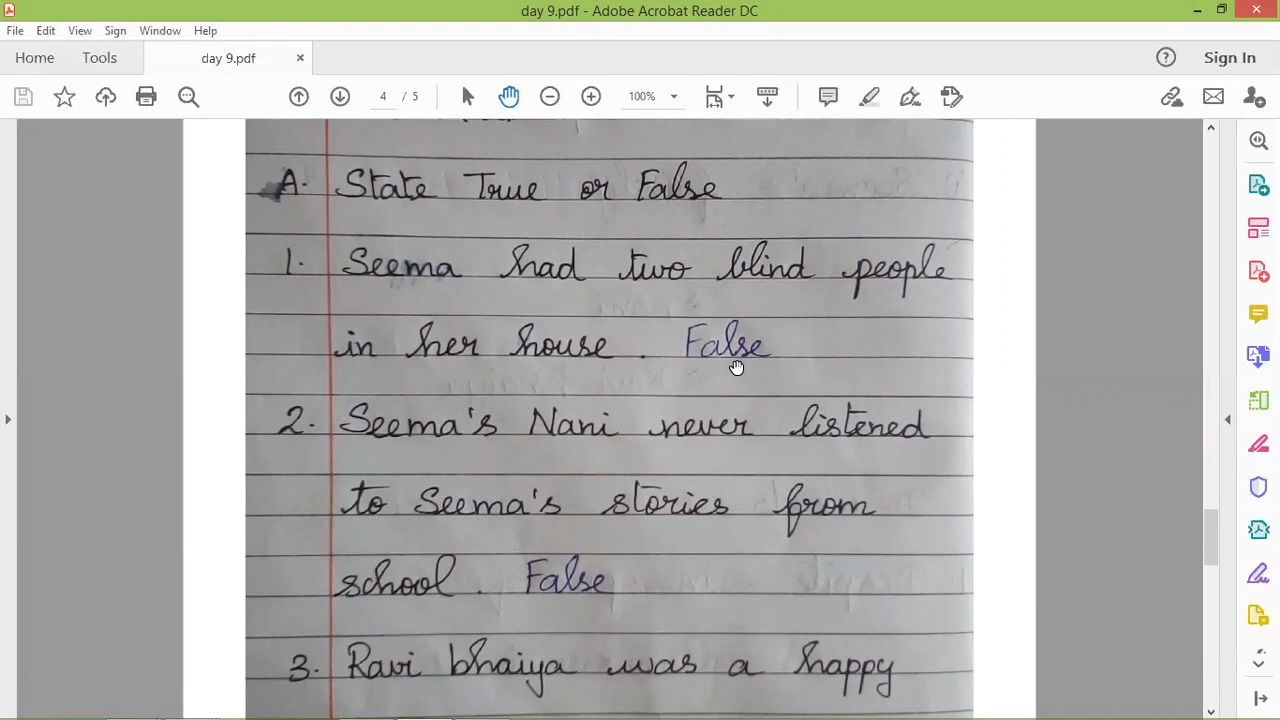 day 9.pdf - Adobe Acrobat Reader DC
File Edit View Sign Window Help
Home Tools day 9.pdf × Sign In
4 / 5 100%
A. State True or False
1. Seema had two blind people
in her house. False
2. Seema's Nani never listened
to Seema's stories from
school. False
3. Ravi bhaiya was a happy